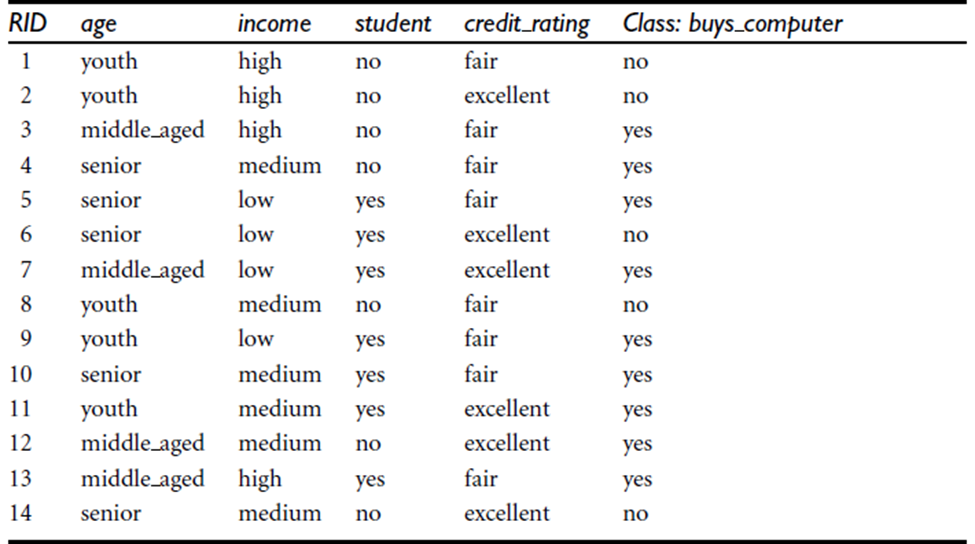 RID age income student credit_rating Class: buys_computer
1 youth high no fair no
2 youth high no excellent no
3 middle_aged high no fair yes
4 senior medium no fair yes
5 senior low yes fair yes
6 senior low yes excellent no
7 middle_aged low yes excellent yes
8 youth medium no fair no
9 youth low yes fair yes
10 senior medium yes fair yes
11 youth medium yes excellent yes
12 middle_aged medium no excellent yes
13 middle_aged high yes fair yes
14 senior medium no excellent no